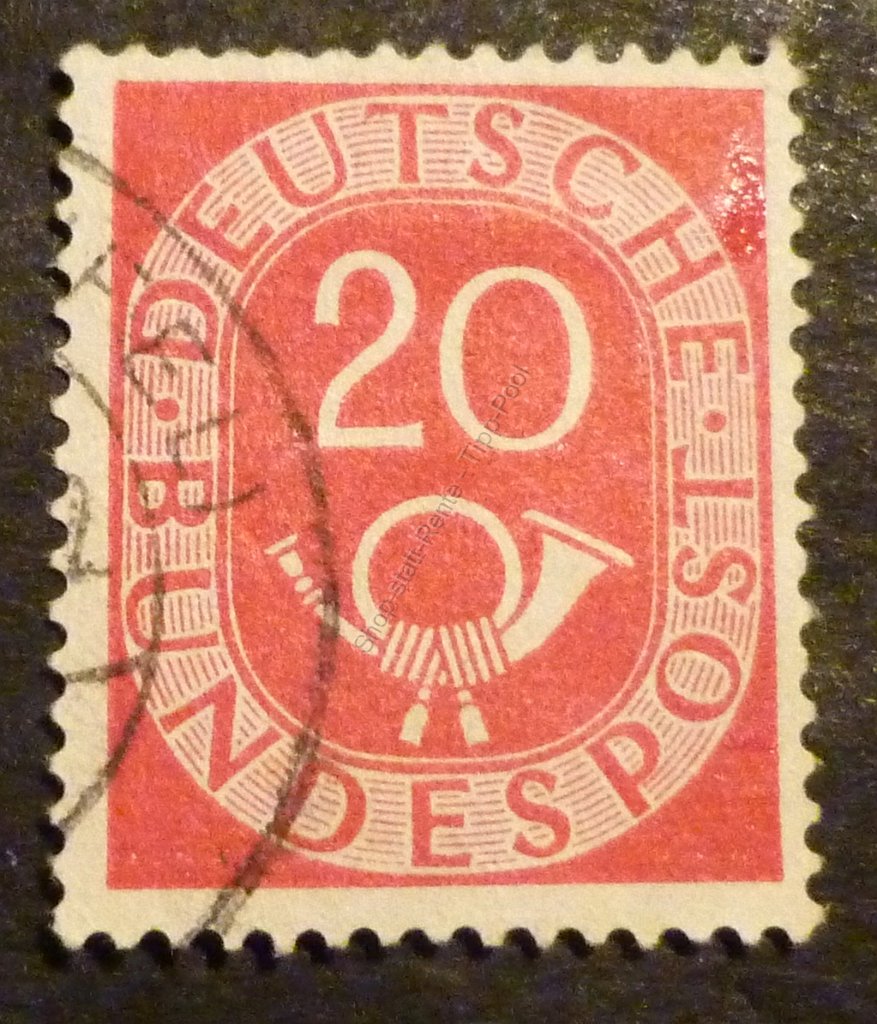 DEUTSCHE · BUNDESPOST
20
Shop-Statt-Rente - Tipp-Pool